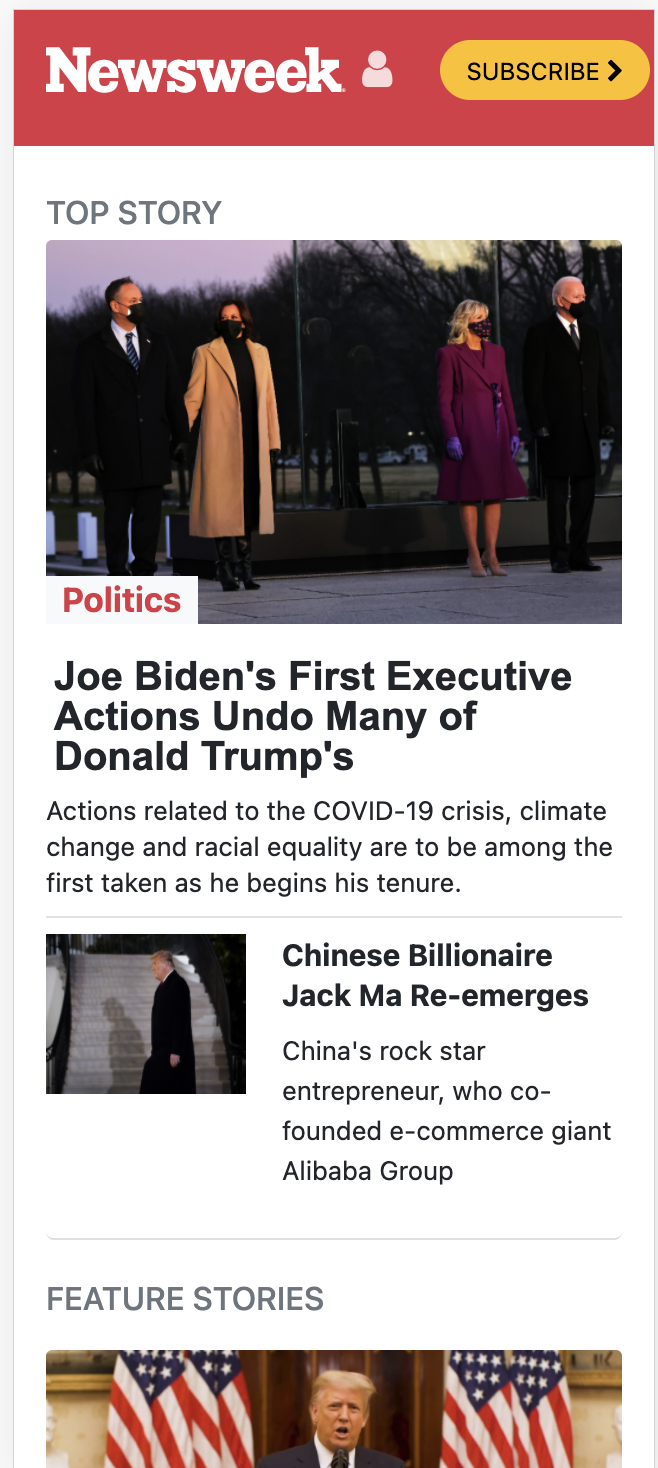 Newsweek
SUBSCRIBE
TOP STORY
Politics
Joe Biden's First Executive
Actions Undo Many of
Donald Trump's
Actions related to the COVID-19 crisis, climate
change and racial equality are to be among the
first taken as he begins his tenure.
Chinese Billionaire
Jack Ma Re-emerges
China's rock star
entrepreneur, who co-
founded e-commerce giant
Alibaba Group
FEATURE STORIES